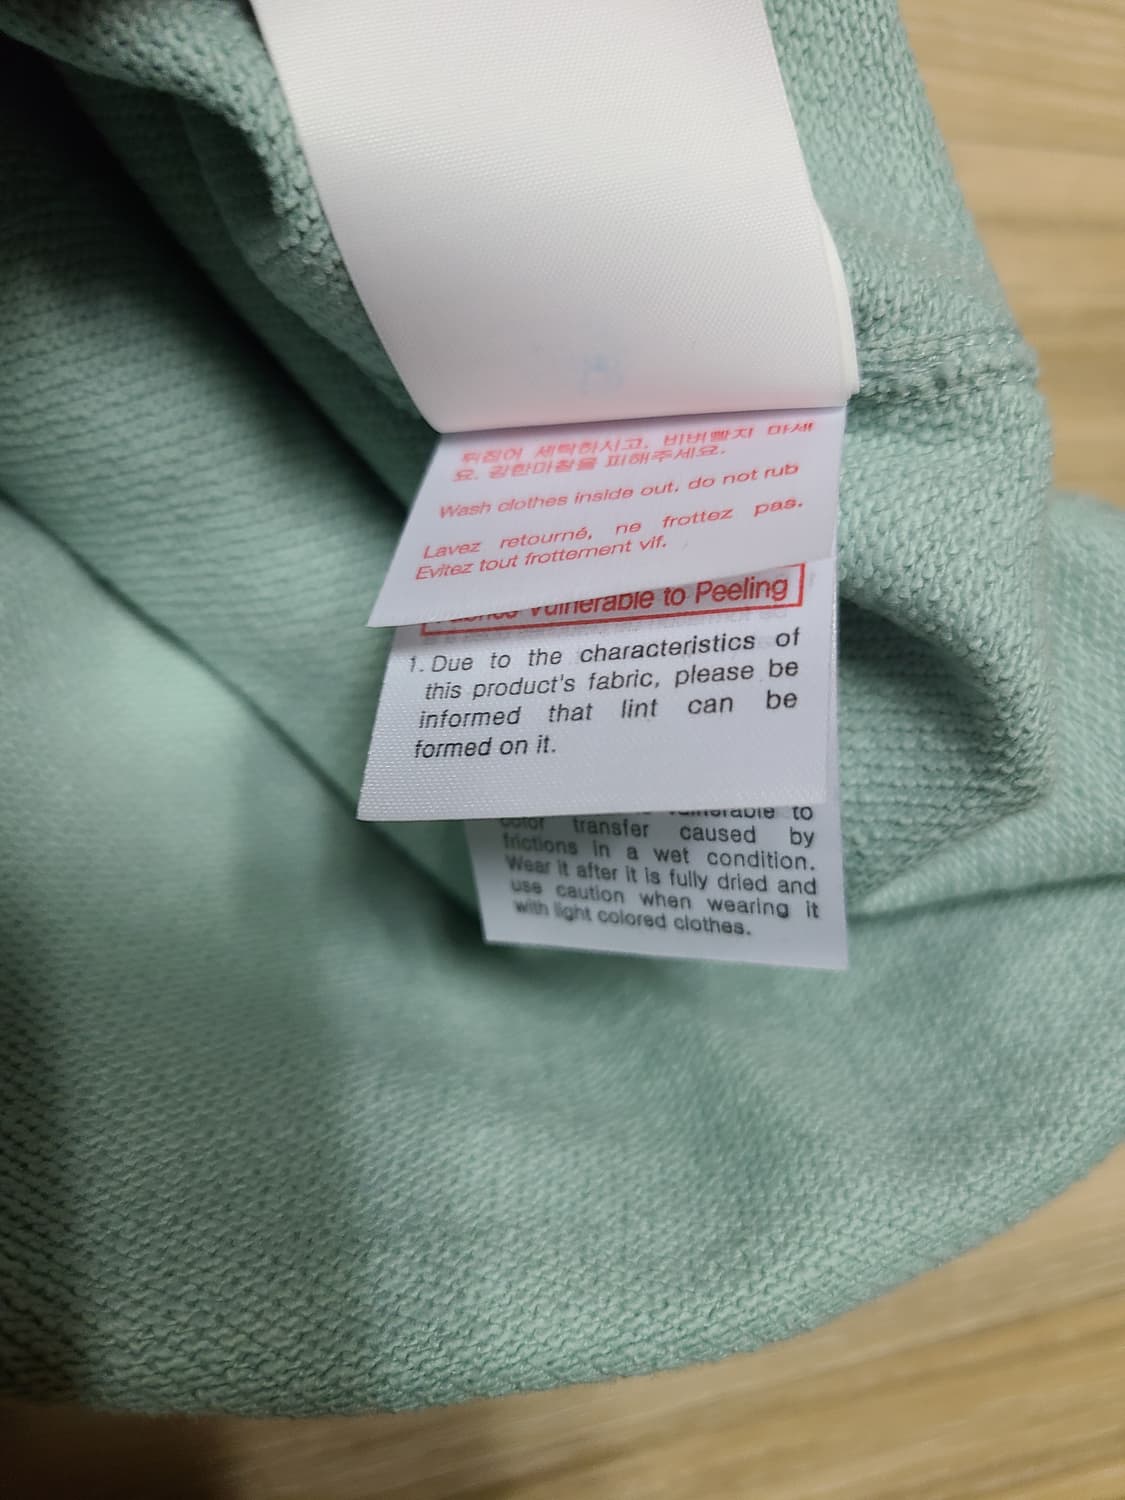 뒤집어 세탁하시고, 비벼빨지 마세
요. 강한마찰을 피해주세요.
Wash clothes inside out, do not rub
Lavez retourné, ne frottez pas.
Evitez tout frottement vif.
Vulnerable to Peeling
1. Due to the characteristics of
this product's fabric, please be
informed that lint can be
formed on it.
vulnerable to
color transfer caused by
frictions in a wet condition.
Wear it after it is fully dried and
use caution when wearing it
with light colored clothes.